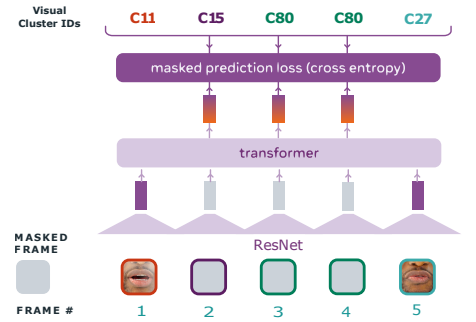 Visual
Cluster IDs
C11 C15 C80 C80 C27
masked prediction loss (cross entropy)
transformer
ResNet
MASKED
FRAME
FRAME # 1 2 3 4 5